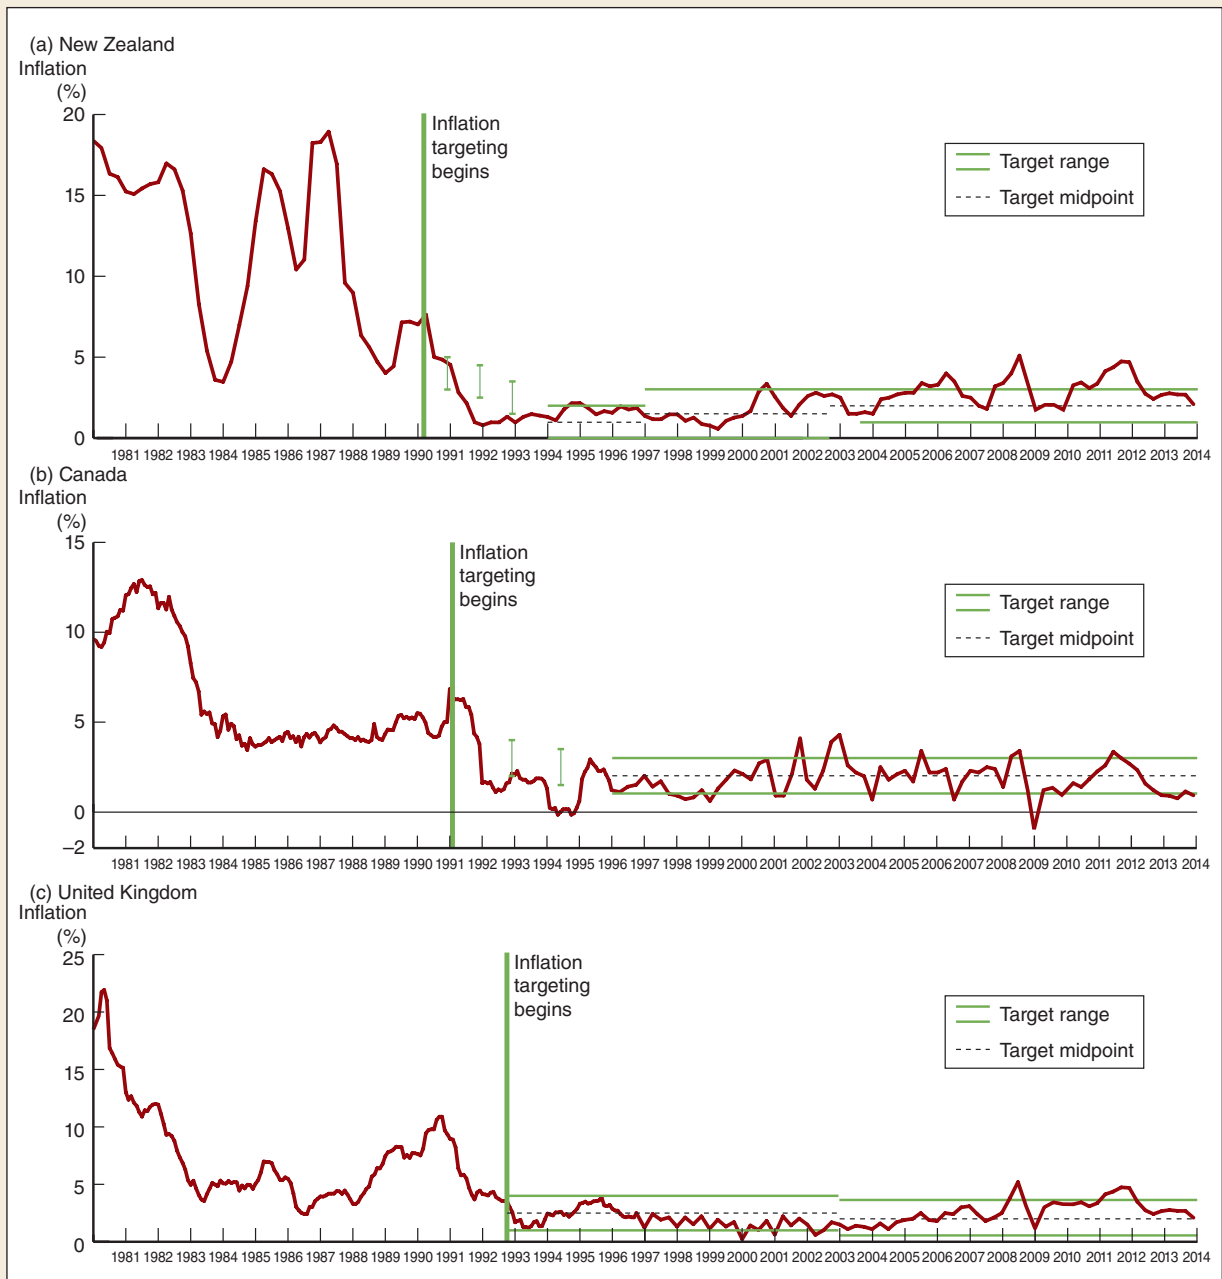 (a) New Zealand
Inflation
(%)
20
15
10
5
0
Inflation
targeting
begins
Target range
Target midpoint
1981 1982 1983 1984 1985 1986 1987 1988 1989 1990 1991 1992 1993 1994 1995 1996 1997 1998 1999 2000 2001 2002 2003 2004 2005 2006 2007 2008 2009 2010 2011 2012 2013 2014
(b) Canada
Inflation
(%)
15
10
5
0
–2
Inflation
targeting
begins
Target range
Target midpoint
1981 1982 1983 1984 1985 1986 1987 1988 1989 1990 1991 1992 1993 1994 1995 1996 1997 1998 1999 2000 2001 2002 2003 2004 2005 2006 2007 2008 2009 2010 2011 2012 2013 2014
(c) United Kingdom
Inflation
(%)
25
20
15
10
5
0
Inflation
targeting
begins
Target range
Target midpoint
1981 1982 1983 1984 1985 1986 1987 1988 1989 1990 1991 1992 1993 1994 1995 1996 1997 1998 1999 2000 2001 2002 2003 2004 2005 2006 2007 2008 2009 2010 2011 2012 2013 2014